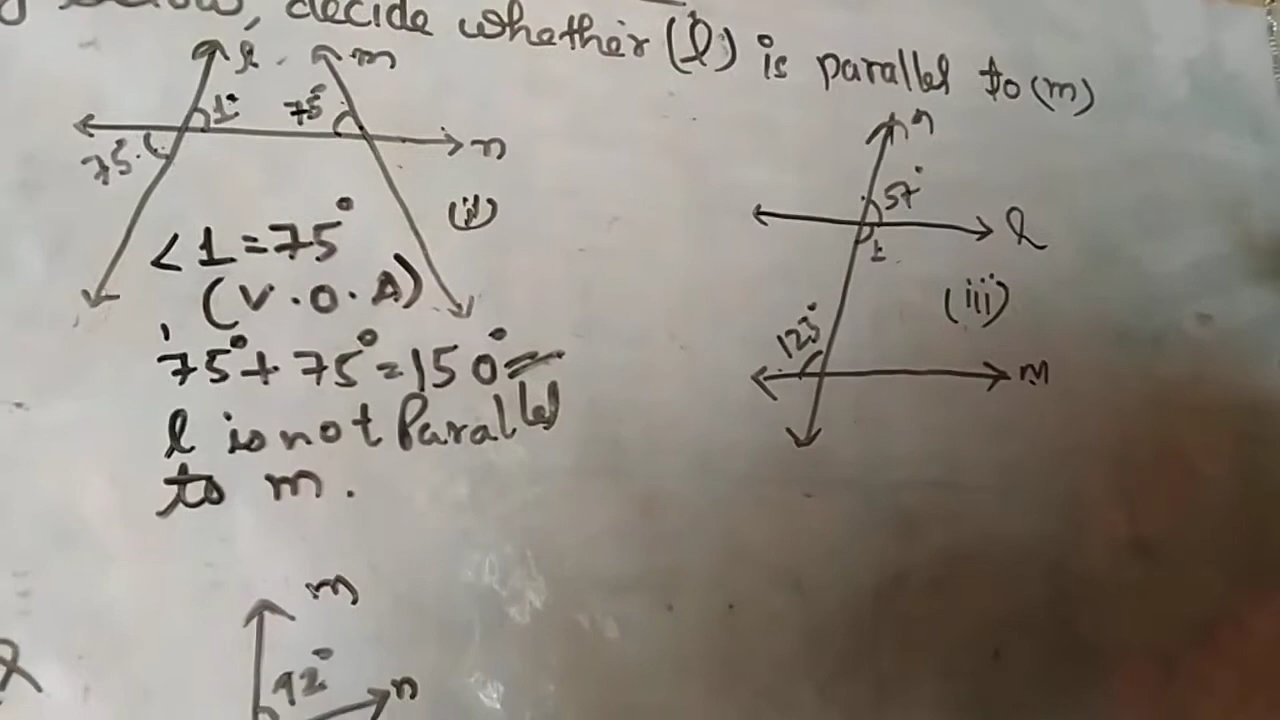 below, decide whether (l) is parallel to (m)
l
m
1
75°
75°
n
(ii)
<1=75°
(V.O.A)
75°+75°=150°
l is not Parallel
to m.
n
57°
l
1
(iii)
123°
m
m
92°
n